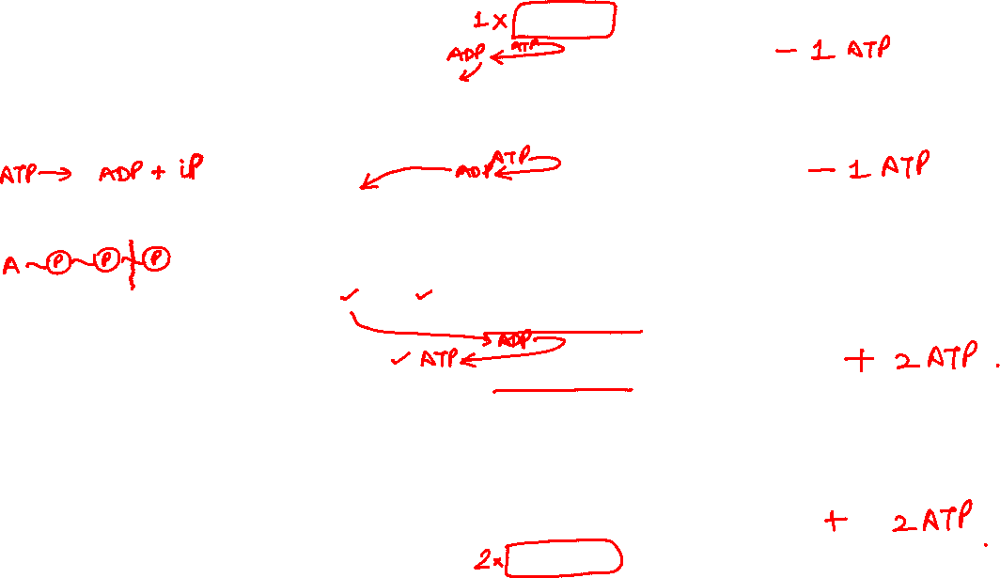 1 x
ADP ATP
- 1 ATP
ATP → ADP + iP
ADP ATP
- 1 ATP
A P P P
✓ ✓
ADP
✓ ATP
+ 2 ATP.
+ 2 ATP.
2x